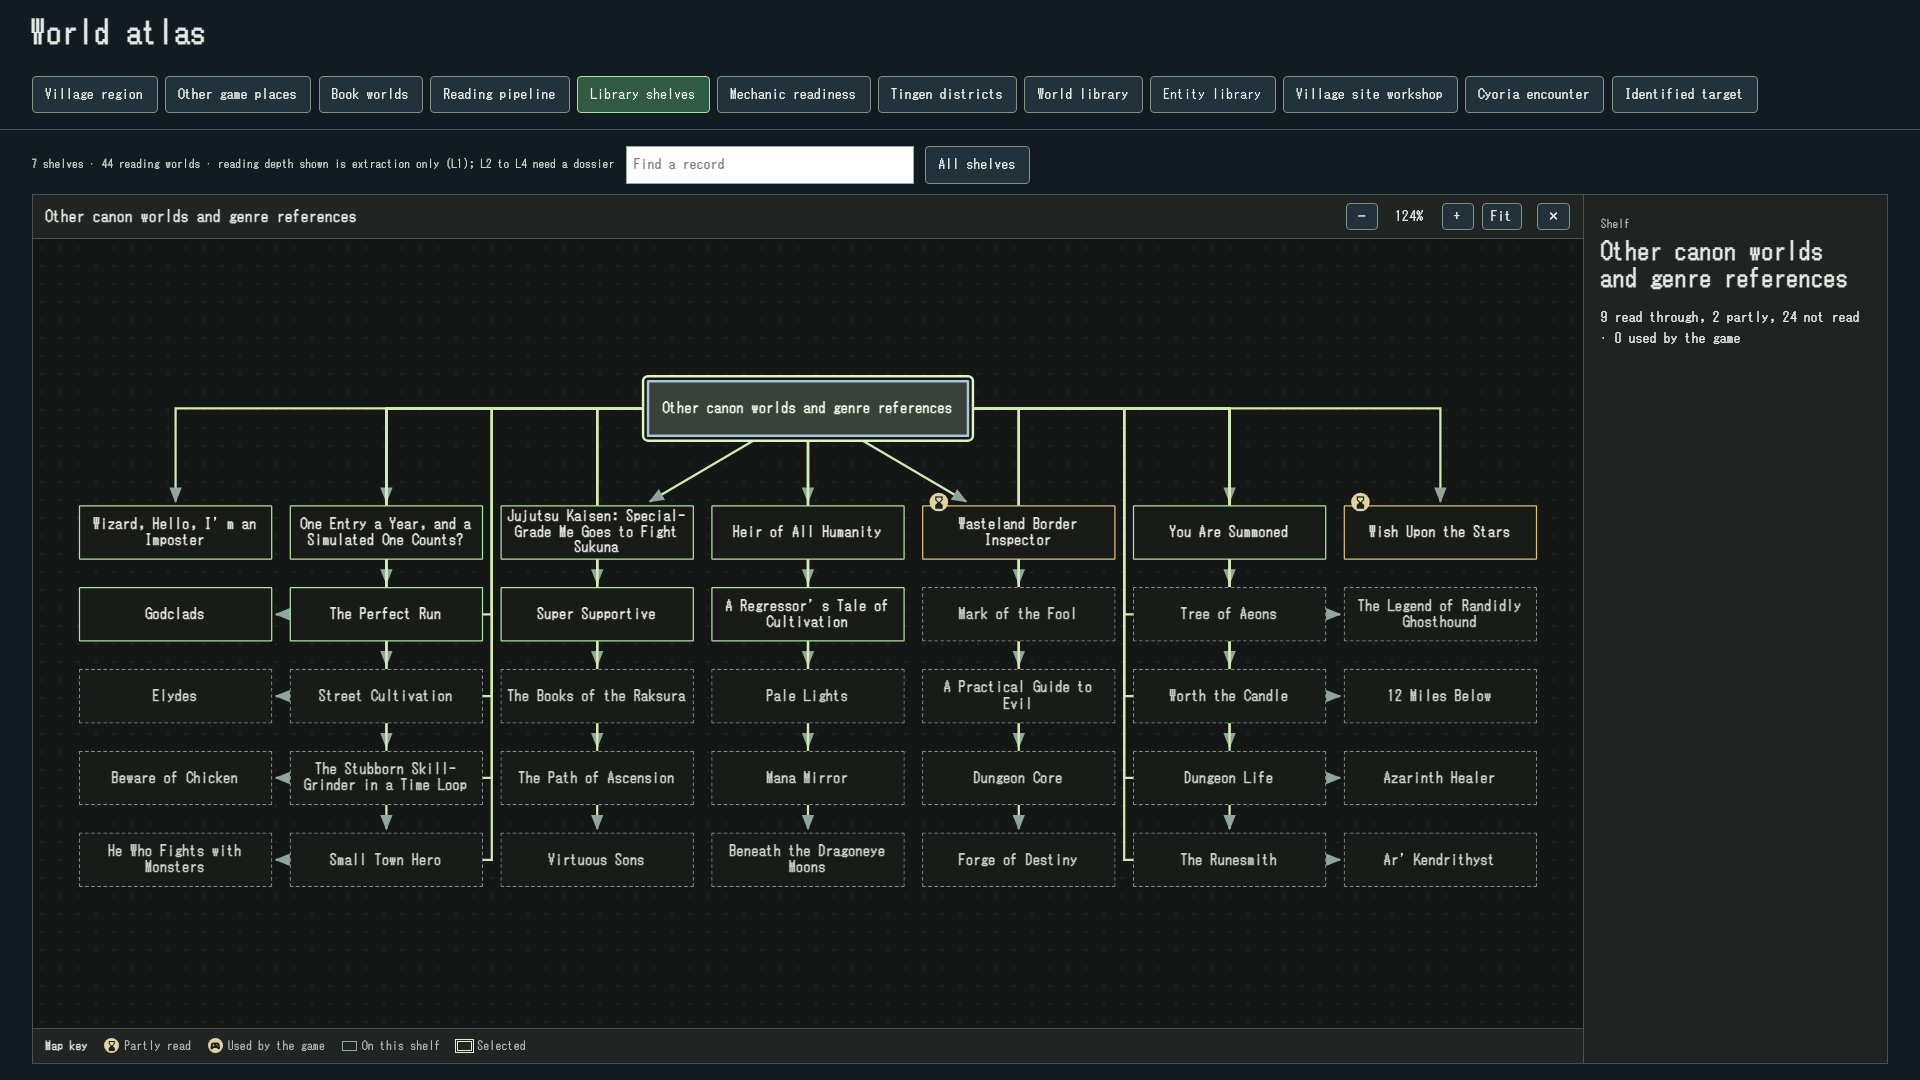 World atlas
Village region
Other game places
Book worlds
Reading pipeline
Library shelves
Mechanic readiness
Tingen districts
World library
Entity library
Village site workshop
Cyoria encounter
Identified target
7 shelves · 44 reading worlds · reading depth shown is extraction only (L1); L2 to L4 need a dossier
Find a record
All shelves
Other canon worlds and genre references
−
124%
+
Fit
×
Shelf
Other canon worlds
and genre references
9 read through, 2 partly, 24 not read
· 0 used by the game
Other canon worlds and genre references
Wizard, Hello, I'm an
Imposter
One Entry a Year, and a
Simulated One Counts?
Jujutsu Kaisen: Special-
Grade Me Goes to Fight
Sukuna
Heir of All Humanity
Wasteland Border
Inspector
You Are Summoned
Wish Upon the Stars
Godclads
The Perfect Run
Super Supportive
A Regressor's Tale of
Cultivation
Mark of the Fool
Tree of Aeons
The Legend of Randidly
Ghosthound
Elydes
Street Cultivation
The Books of the Raksura
Pale Lights
A Practical Guide to
Evil
Worth the Candle
12 Miles Below
Beware of Chicken
The Stubborn Skill-
Grinder in a Time Loop
The Path of Ascension
Mana Mirror
Dungeon Core
Dungeon Life
Azarinth Healer
He Who Fights with
Monsters
Small Town Hero
Virtuous Sons
Beneath the Dragoneye
Moons
Forge of Destiny
The Runesmith
Ar'Kendrithyst
Map key
Partly read
Used by the game
On this shelf
Selected